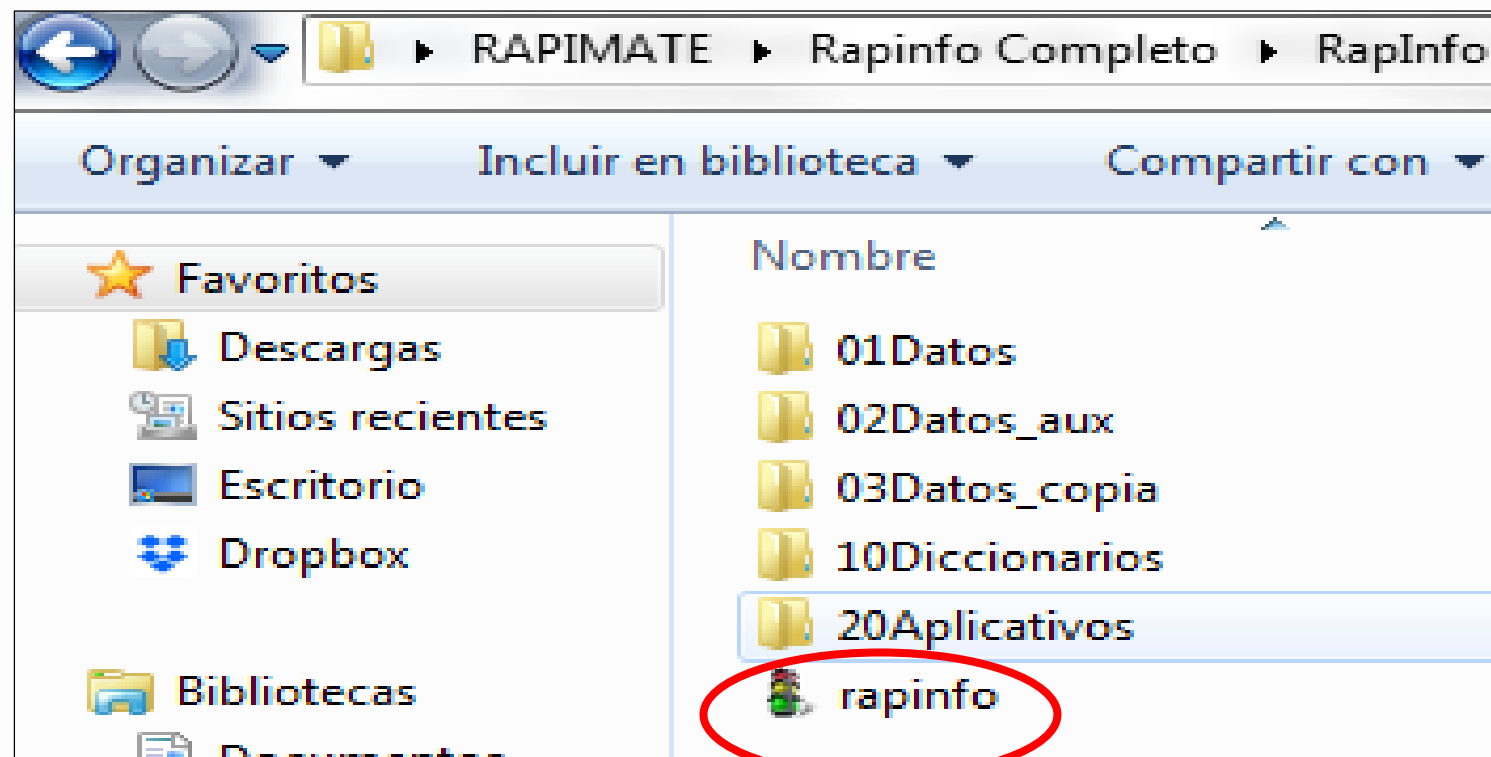 RAPIMATE Rapinfo Completo RapInfo
Organizar Incluir en biblioteca Compartir con
Favoritos
Descargas
Sitios recientes
Escritorio
Dropbox
Bibliotecas
Documentos
Nombre
01Datos
02Datos_aux
03Datos_copia
10Diccionarios
20Aplicativos
rapinfo